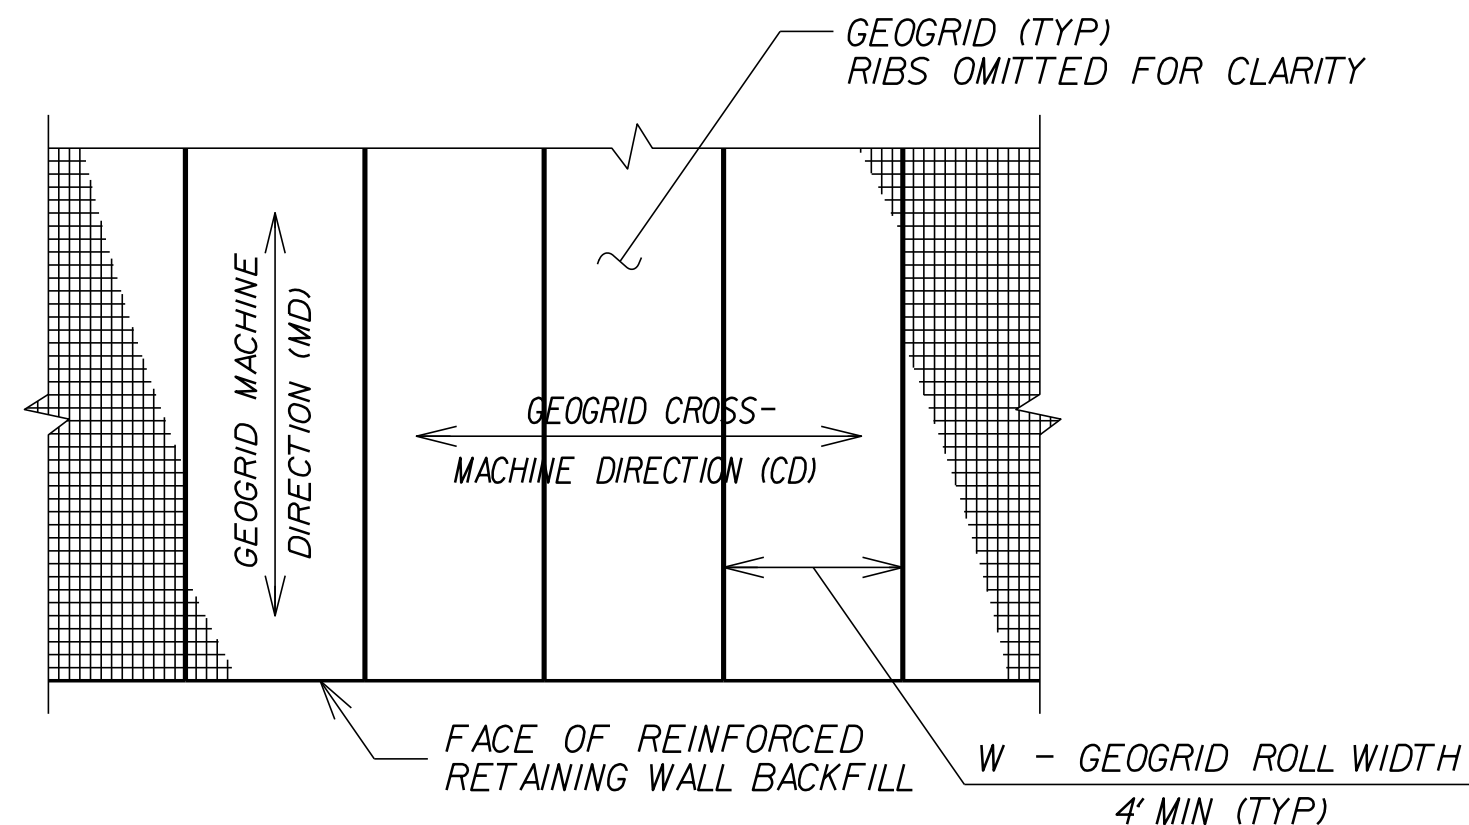 GEOGRID (TYP)
RIBS OMITTED FOR CLARITY
GEOGRID MACHINE
DIRECTION (MD)
GEOGRID CROSS-
MACHINE DIRECTION (CD)
FACE OF REINFORCED
RETAINING WALL BACKFILL
W - GEOGRID ROLL WIDTH
4' MIN (TYP)